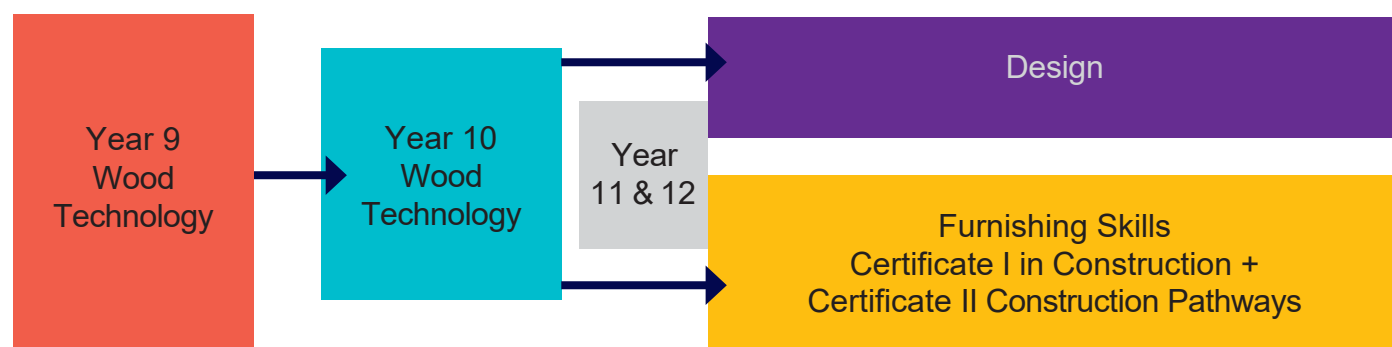 Year 9
Wood
Technology
Year 10
Wood
Technology
Year
11 & 12
Design
Furnishing Skills
Certificate I in Construction +
Certificate II Construction Pathways